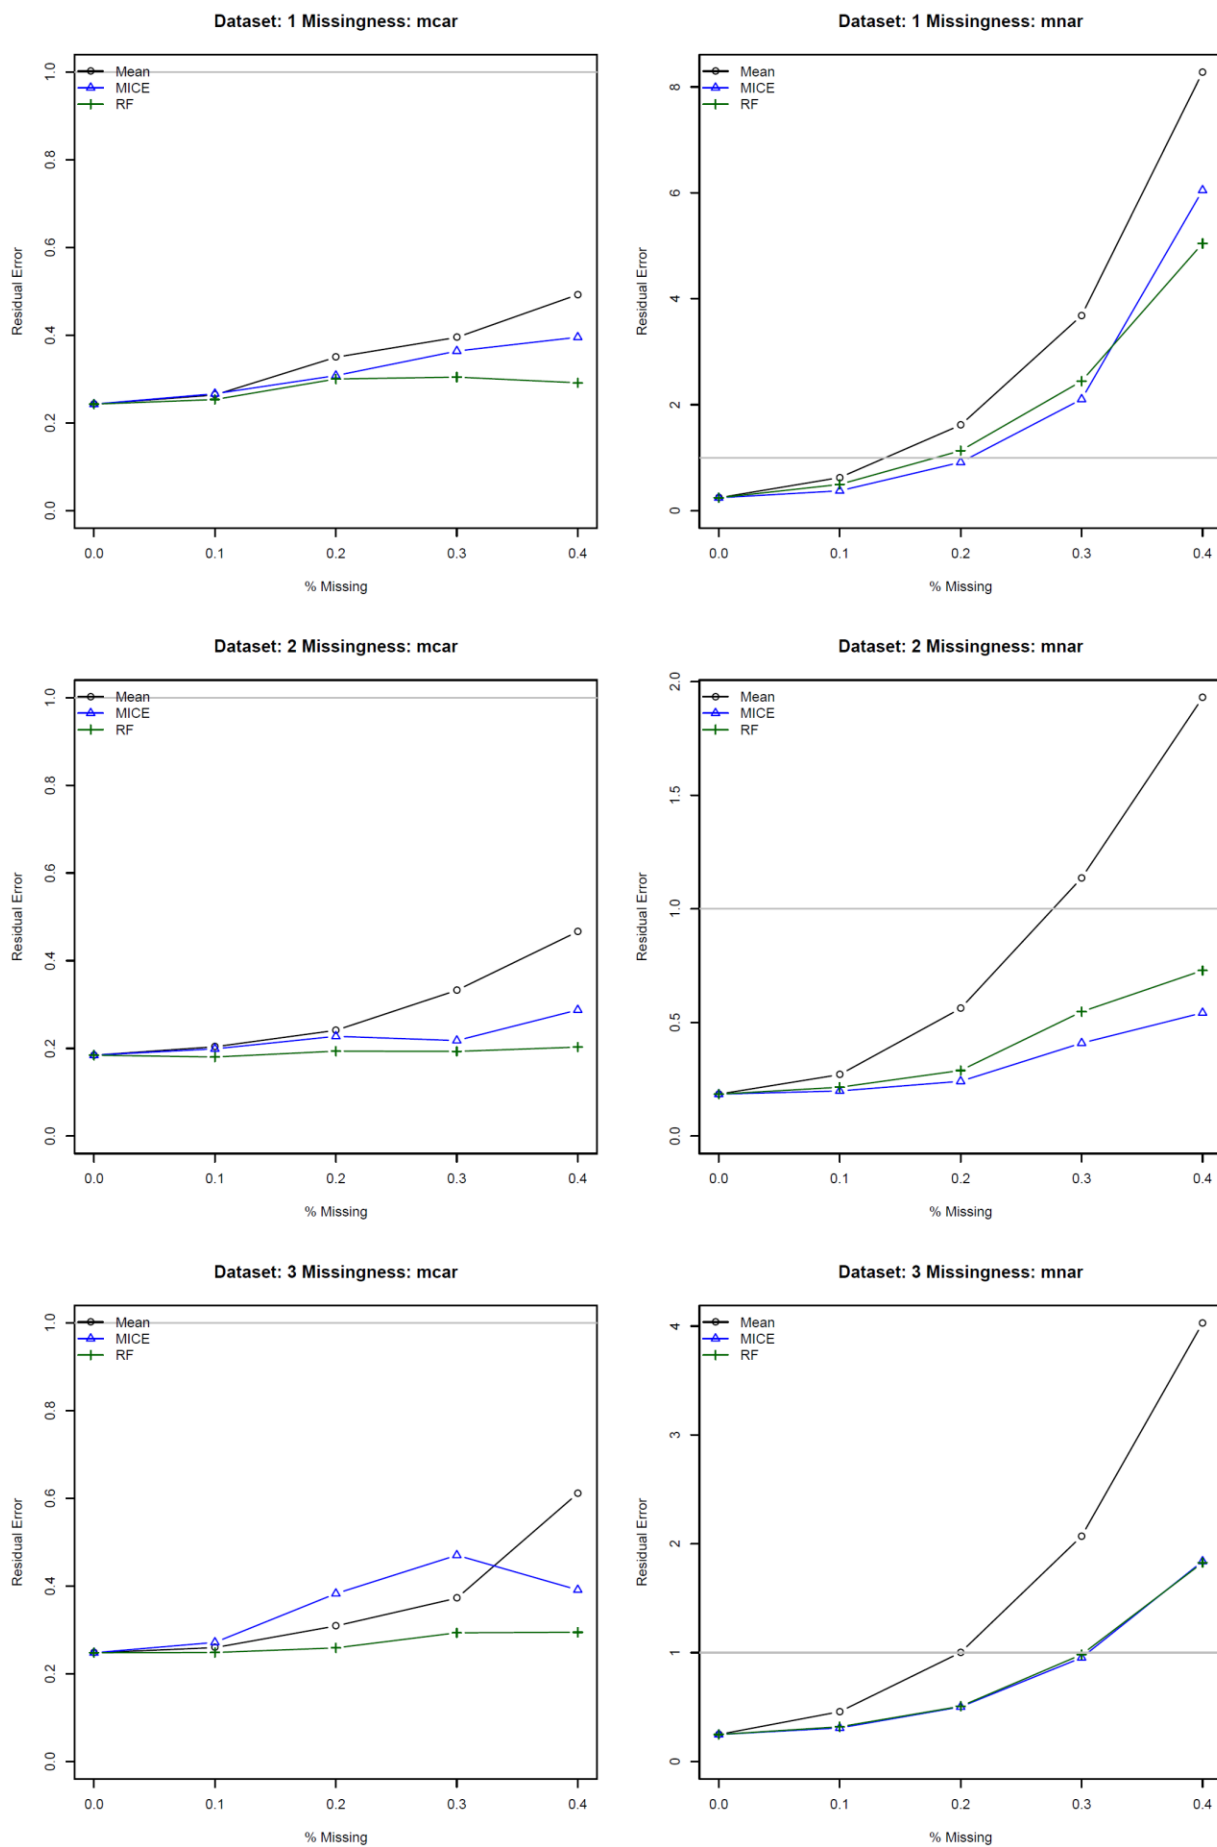 Dataset: 1 Missingness: mcar
Mean
MICE
RF
Residual Error
0.0
0.2
0.4
0.6
0.8
1.0
0.0 0.1 0.2 0.3 0.4
% Missing
Dataset: 1 Missingness: mnar
Mean
MICE
RF
Residual Error
0
2
4
6
8
0.0 0.1 0.2 0.3 0.4
% Missing
Dataset: 2 Missingness: mcar
Mean
MICE
RF
Residual Error
0.0
0.2
0.4
0.6
0.8
1.0
0.0 0.1 0.2 0.3 0.4
% Missing
Dataset: 2 Missingness: mnar
Mean
MICE
RF
Residual Error
0.0
0.5
1.0
1.5
2.0
0.0 0.1 0.2 0.3 0.4
% Missing
Dataset: 3 Missingness: mcar
Mean
MICE
RF
Residual Error
0.0
0.2
0.4
0.6
0.8
1.0
0.0 0.1 0.2 0.3 0.4
% Missing
Dataset: 3 Missingness: mnar
Mean
MICE
RF
Residual Error
0
1
2
3
4
0.0 0.1 0.2 0.3 0.4
% Missing